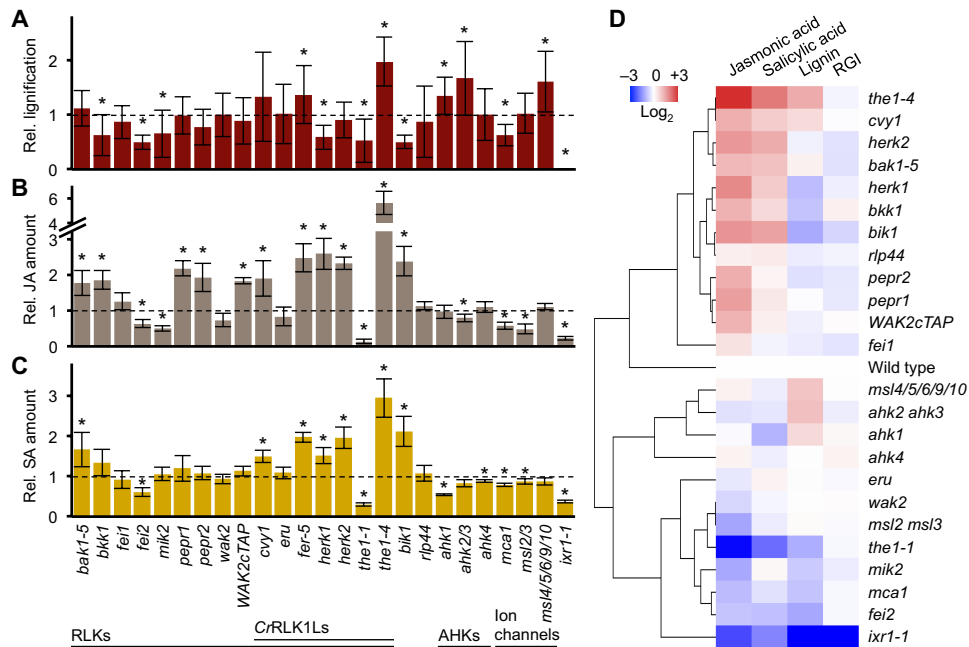 A
Rel. lignification
2
1
0
* * * * * * * * * * * * *
B
Rel. JA amount
6
4
3
2
1
0
* * * * * * * * * * * * * * * * * *
C
Rel. SA amount
3
2
1
0
* * * * * * * * * * * * * *
bak1-5
bkk1
fei1
fei2
mik2
pepr1
pepr2
wak2
WAK2cTAP
cvy1
eru
fer-5
herk1
herk2
the1-1
the1-4
bik1
rlp44
ahk1
ahk2/3
ahk4
mca1
msl2/3
msl4/5/6/9/10
ixr1-1
RLKs
CrRLK1Ls
AHKs
Ion channels
D
−3 0 +3
Log2
Jasmonic acid
Salicylic acid
Lignin
RGI
the1-4
cvy1
herk2
bak1-5
herk1
bkk1
bik1
rlp44
pepr2
pepr1
WAK2cTAP
fei1
Wild type
msl4/5/6/9/10
ahk2 ahk3
ahk1
ahk4
eru
wak2
msl2 msl3
the1-1
mik2
mca1
fei2
ixr1-1